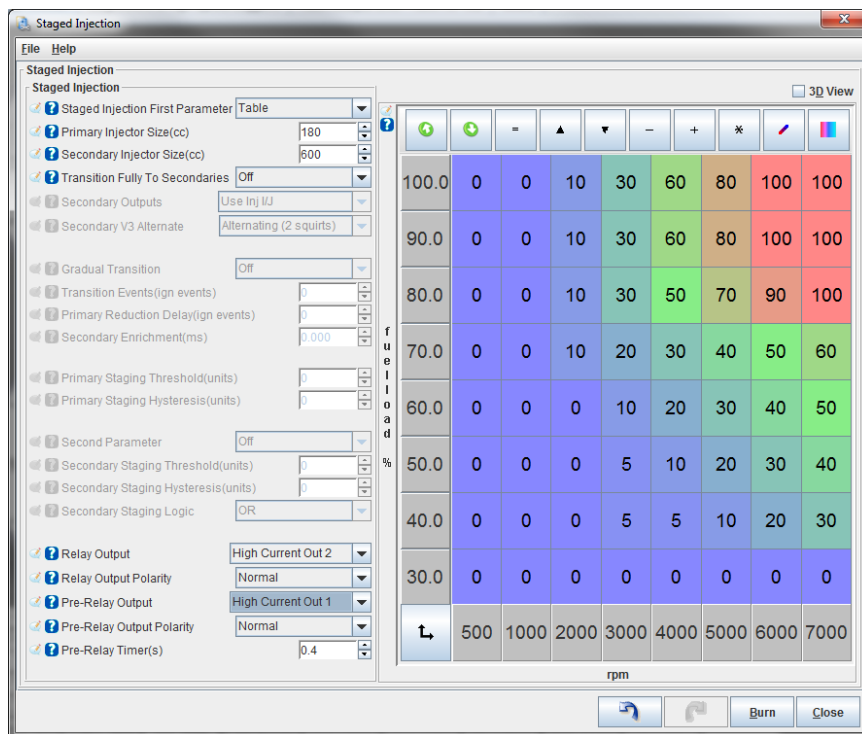 Staged Injection
File Help
Staged Injection
Staged Injection
Staged Injection First Parameter Table
Primary Injector Size(cc) 180
Secondary Injector Size(cc) 600
Transition Fully To Secondaries Off
Secondary Outputs Use Inj I/J
Secondary V3 Alternate Alternating (2 squirts)
Gradual Transition Off
Transition Events(ign events) 0
Primary Reduction Delay(ign events) 0
Secondary Enrichment(ms) 0.000
Primary Staging Threshold(units) 0
Primary Staging Hysteresis(units) 0
Second Parameter Off
Secondary Staging Threshold(units) 0
Secondary Staging Hysteresis(units) 0
Secondary Staging Logic OR
Relay Output High Current Out 2
Relay Output Polarity Normal
Pre-Relay Output High Current Out 1
Pre-Relay Output Polarity Normal
Pre-Relay Timer(s) 0.4
3D View
= - + *
fuelload %
100.0 0 0 10 30 60 80 100 100
90.0 0 0 10 30 60 80 100 100
80.0 0 0 10 30 50 70 90 100
70.0 0 0 10 20 30 40 50 60
60.0 0 0 0 10 20 30 40 50
50.0 0 0 0 5 10 20 30 40
40.0 0 0 0 5 5 10 20 30
30.0 0 0 0 0 0 0 0 0
500 1000 2000 3000 4000 5000 6000 7000
rpm
Burn Close